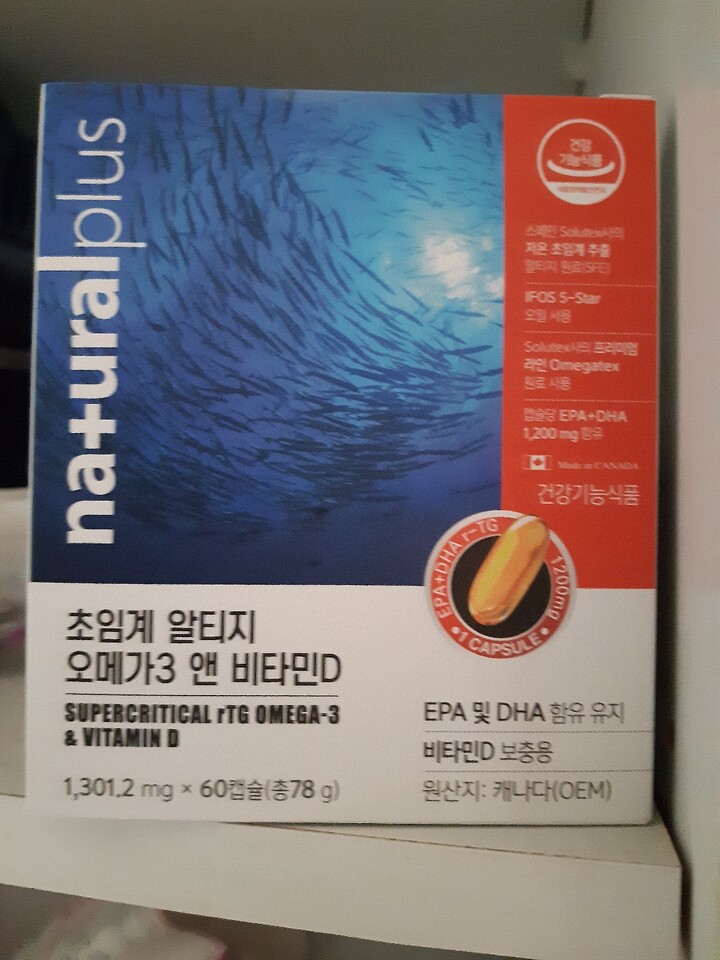 naturalplus
건강
기능식품
스페인 Solutex사의
저온 초임계 추출
알티지 원료(SFE)
IFOS 5-Star
오일 사용
Solutex사의 프리미엄
라인 Omegatex
원료 사용
캡슐당 EPA+DHA
1,200 mg 함유
Made in CANADA
건강기능식품
EPA+DHA r-TG 1200mg
•1 CAPSULE•
초임계 알티지
오메가3 앤 비타민D
SUPERCRITICAL rTG OMEGA-3
& VITAMIN D
1,301.2 mg × 60캡슐(총78 g)
EPA 및 DHA 함유 유지
비타민D 보충용
원산지: 캐나다(OEM)